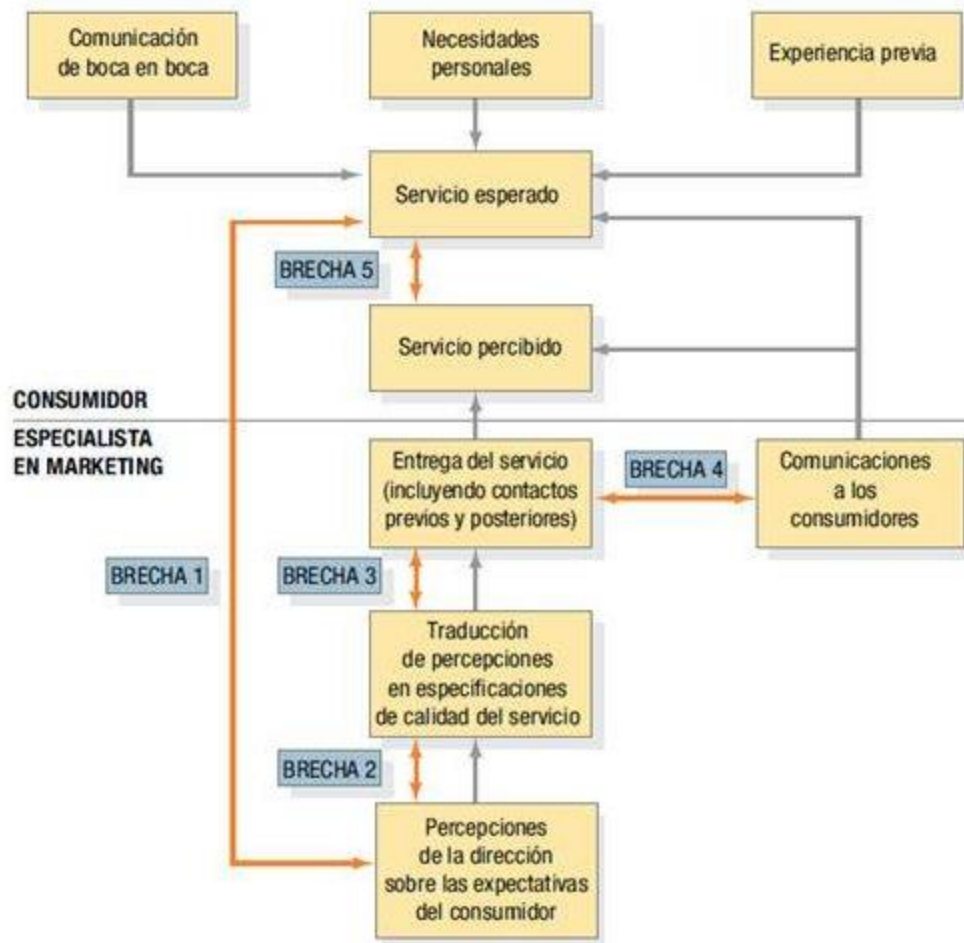 Comunicación
de boca en boca
Necesidades
personales
Experiencia previa
Servicio esperado
BRECHA 5
Servicio percibido
CONSUMIDOR
ESPECIALISTA
EN MARKETING
Entrega del servicio
(incluyendo contactos
previos y posteriores)
BRECHA 4
Comunicaciones
a los
consumidores
BRECHA 1
BRECHA 3
Traducción
de percepciones
en especificaciones
de calidad del servicio
BRECHA 2
Percepciones
de la dirección
sobre las expectativas
del consumidor